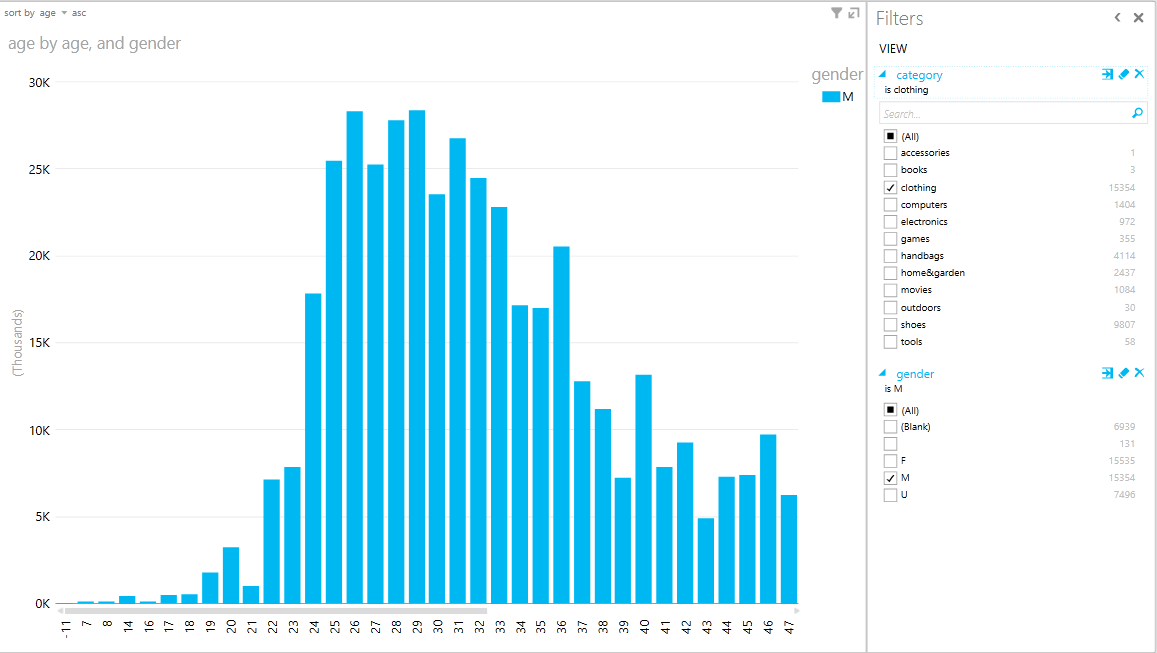 sort by age asc
age by age, and gender
30K
25K
20K
15K
10K
5K
0K
(Thousands)
-11 7 8 14 16 17 18 19 20 21 22 23 24 25 26 27 28 29 30 31 32 33 34 35 36 37 38 39 40 41 42 43 44 45 46 47
gender
M
Filters
VIEW
category
is clothing
Search...
(All)
accessories 1
books 3
clothing 15354
computers 1404
electronics 972
games 355
handbags 4114
home&garden 2437
movies 1084
outdoors 30
shoes 9807
tools 58
gender
is M
(All)
(Blank) 6939
131
F 15535
M 15354
U 7496